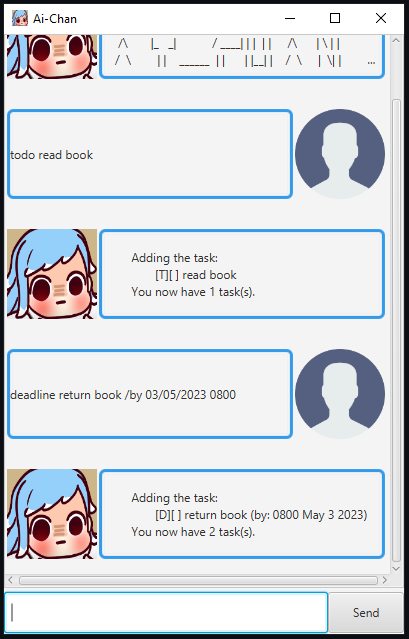 Ai-Chan
/\ |_ _| / ____| | | | | /\ | \ | |
/ \ | | ______ | | | |__| | / \ | \| | ...
todo read book
Adding the task:
[T][ ] read book
You now have 1 task(s).
deadline return book /by 03/05/2023 0800
Adding the task:
[D][ ] return book (by: 0800 May 3 2023)
You now have 2 task(s).
Send